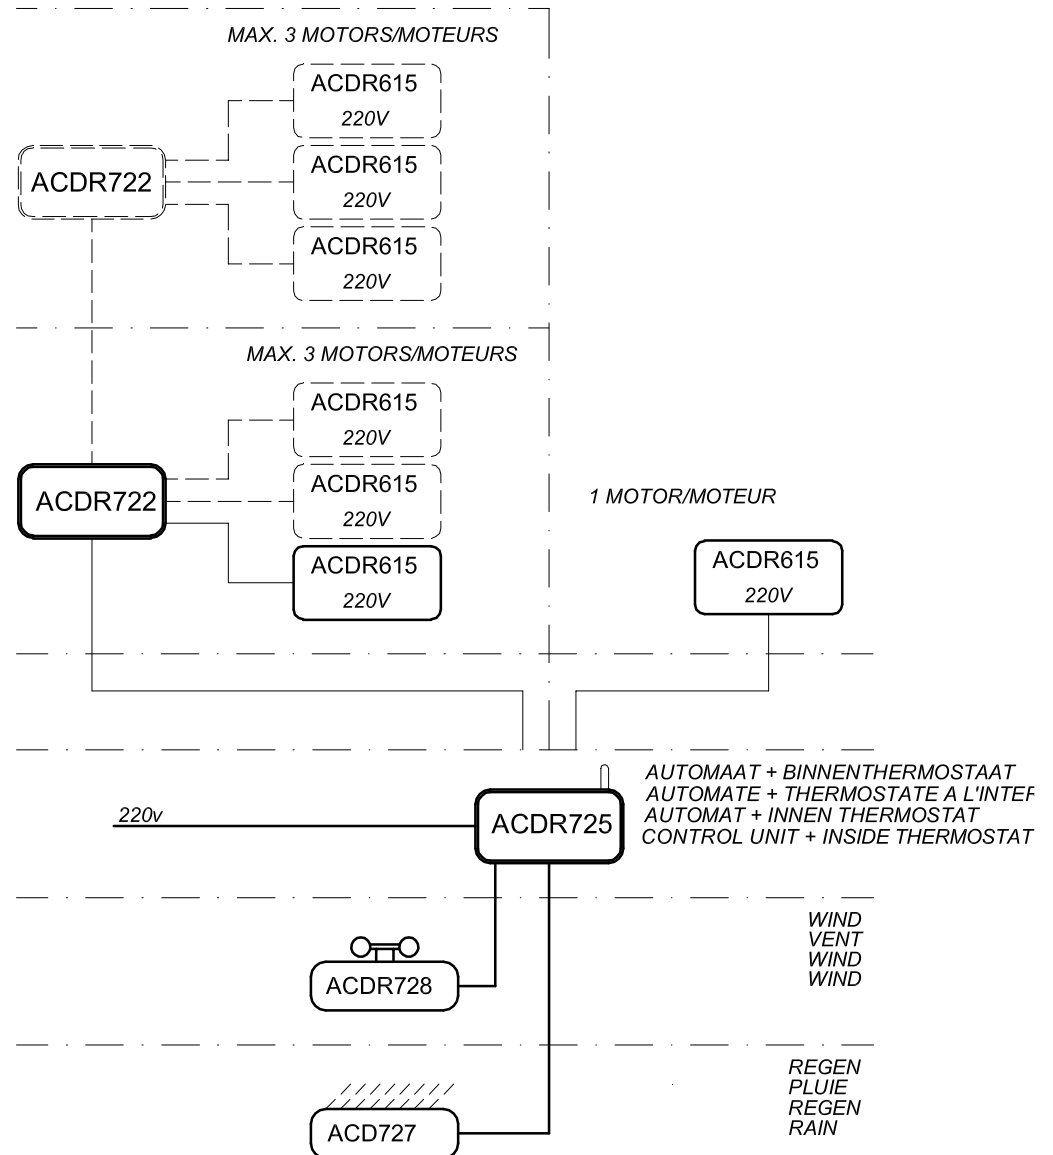 MAX. 3 MOTORS/MOTEURS
ACDR615
220V
ACDR722
ACDR615
220V
ACDR615
220V
MAX. 3 MOTORS/MOTEURS
ACDR615
220V
ACDR722
ACDR615
220V
1 MOTOR/MOTEUR
ACDR615
220V
ACDR615
220V
AUTOMAAT + BINNENTHERMOSTAAT
AUTOMATE + THERMOSTATE A L'INTER
AUTOMAT + INNEN THERMOSTAT
CONTROL UNIT + INSIDE THERMOSTAT
220v
ACDR725
WIND
VENT
WIND
WIND
ACDR728
REGEN
PLUIE
REGEN
RAIN
ACD727